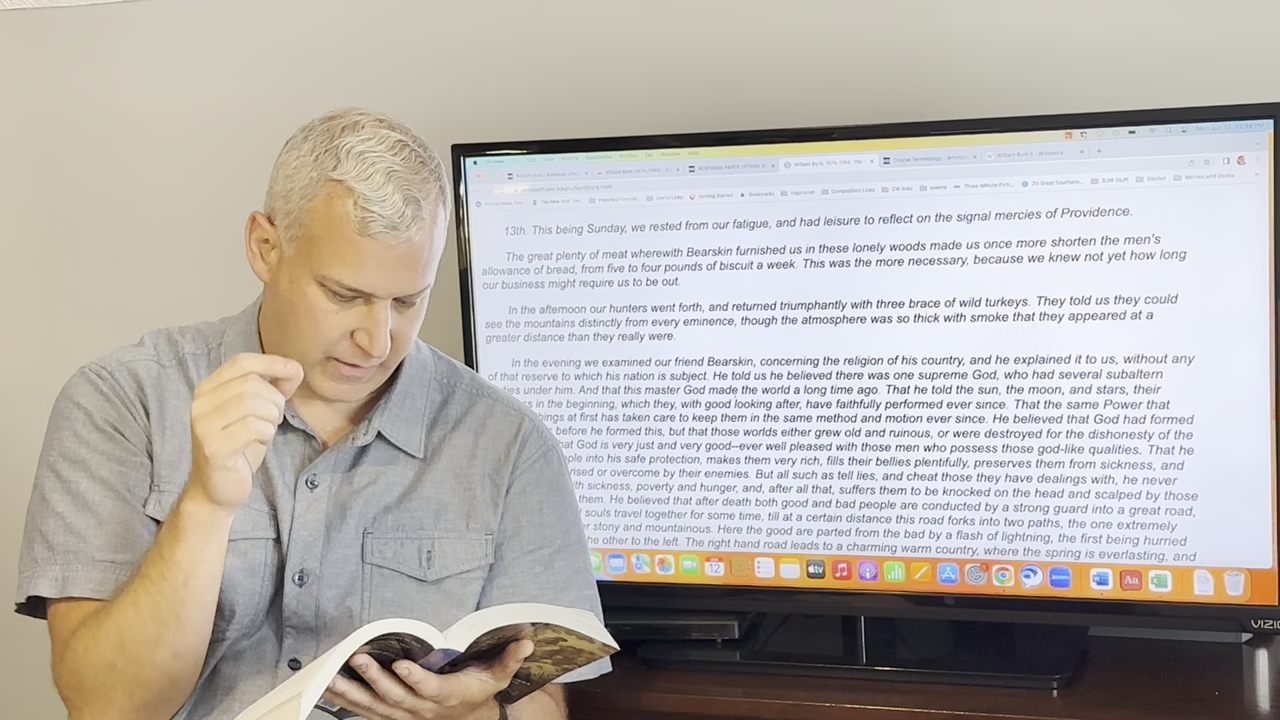 Chrome
13th. This being Sunday, we rested from our fatigue, and had leisure to reflect on the signal mercies of Providence.
The great plenty of meat wherewith Bearskin furnished us in these lonely woods made us once more shorten the men's
allowance of bread, from five to four pounds of biscuit a week. This was the more necessary, because we knew not yet how long
our business might require us to be out.
In the afternoon our hunters went forth, and returned triumphantly with three brace of wild turkeys. They told us they could
see the mountains distinctly from every eminence, though the atmosphere was so thick with smoke that they appeared at a
greater distance than they really were.
In the evening we examined our friend Bearskin, concerning the religion of his country, and he explained it to us, without any
of that reserve to which his nation is subject. He told us he believed there was one supreme God, who had several subaltern
under him. And that this master God made the world a long time ago. That he told the sun, the moon, and stars, their
in the beginning, which they, with good looking after, have faithfully performed ever since. That the same Power that
things at first has taken care to keep them in the same method and motion ever since. He believed that God had formed
before he formed this, but that those worlds either grew old and ruinous, or were destroyed for the dishonesty of the
that God is very just and very good--ever well pleased with those men who possess those god-like qualities. That he
into his safe protection, makes them very rich, fills their bellies plentifully, preserves them from sickness, and
or overcome by their enemies. But all such as tell lies, and cheat those they have dealings with, he never
sickness, poverty and hunger, and, after all that, suffers them to be knocked on the head and scalped by those
them. He believed that after death both good and bad people are conducted by a strong guard into a great road,
souls travel together for some time, till at a certain distance this road forks into two paths, the one extremely
stony and mountainous. Here the good are parted from the bad by a flash of lightning, the first being hurried
the other to the left. The right hand road leads to a charming warm country, where the spring is everlasting, and
12
tv
zoom
W
Aa
X
VIZIO